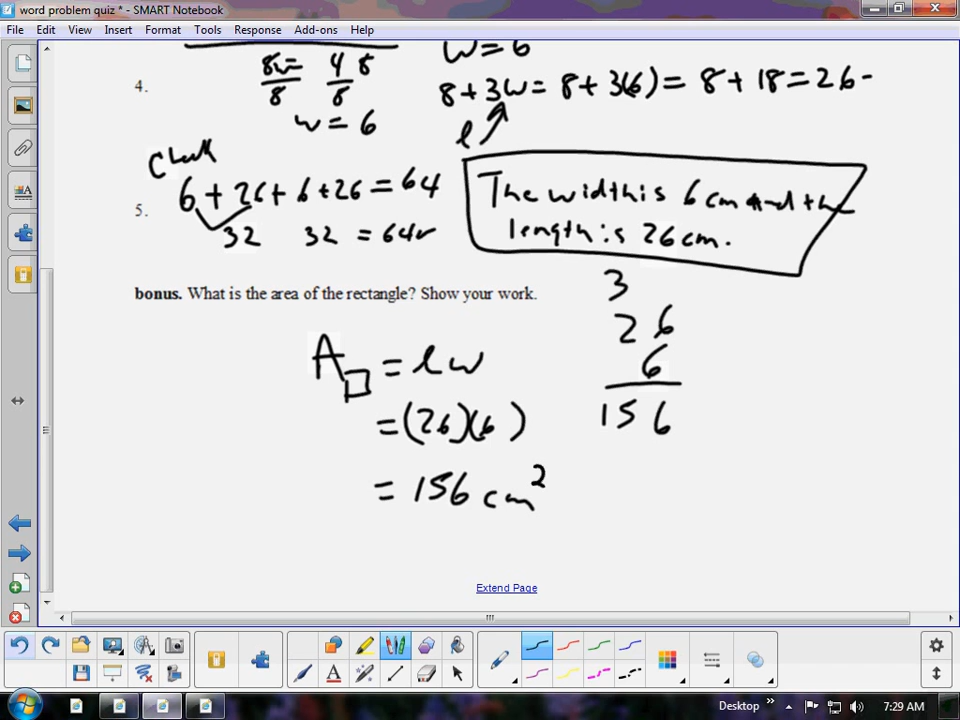 word problem quiz * - SMART Notebook
File Edit View Insert Format Tools Response Add-ons Help
w = 6
4.
8w = 48
8 8
w = 6
8 + 3w = 8 + 3(6) = 8 + 18 = 26
l
Check
5.
6 + 26 + 6 + 26 = 64
32 32 = 64
The width is 6 cm and the
length is 26 cm.
bonus. What is the area of the rectangle? Show your work.
A□ = lw
= (26)(6)
= 156 cm²
3
26
6
156
Extend Page
A
Desktop »
7:29 AM